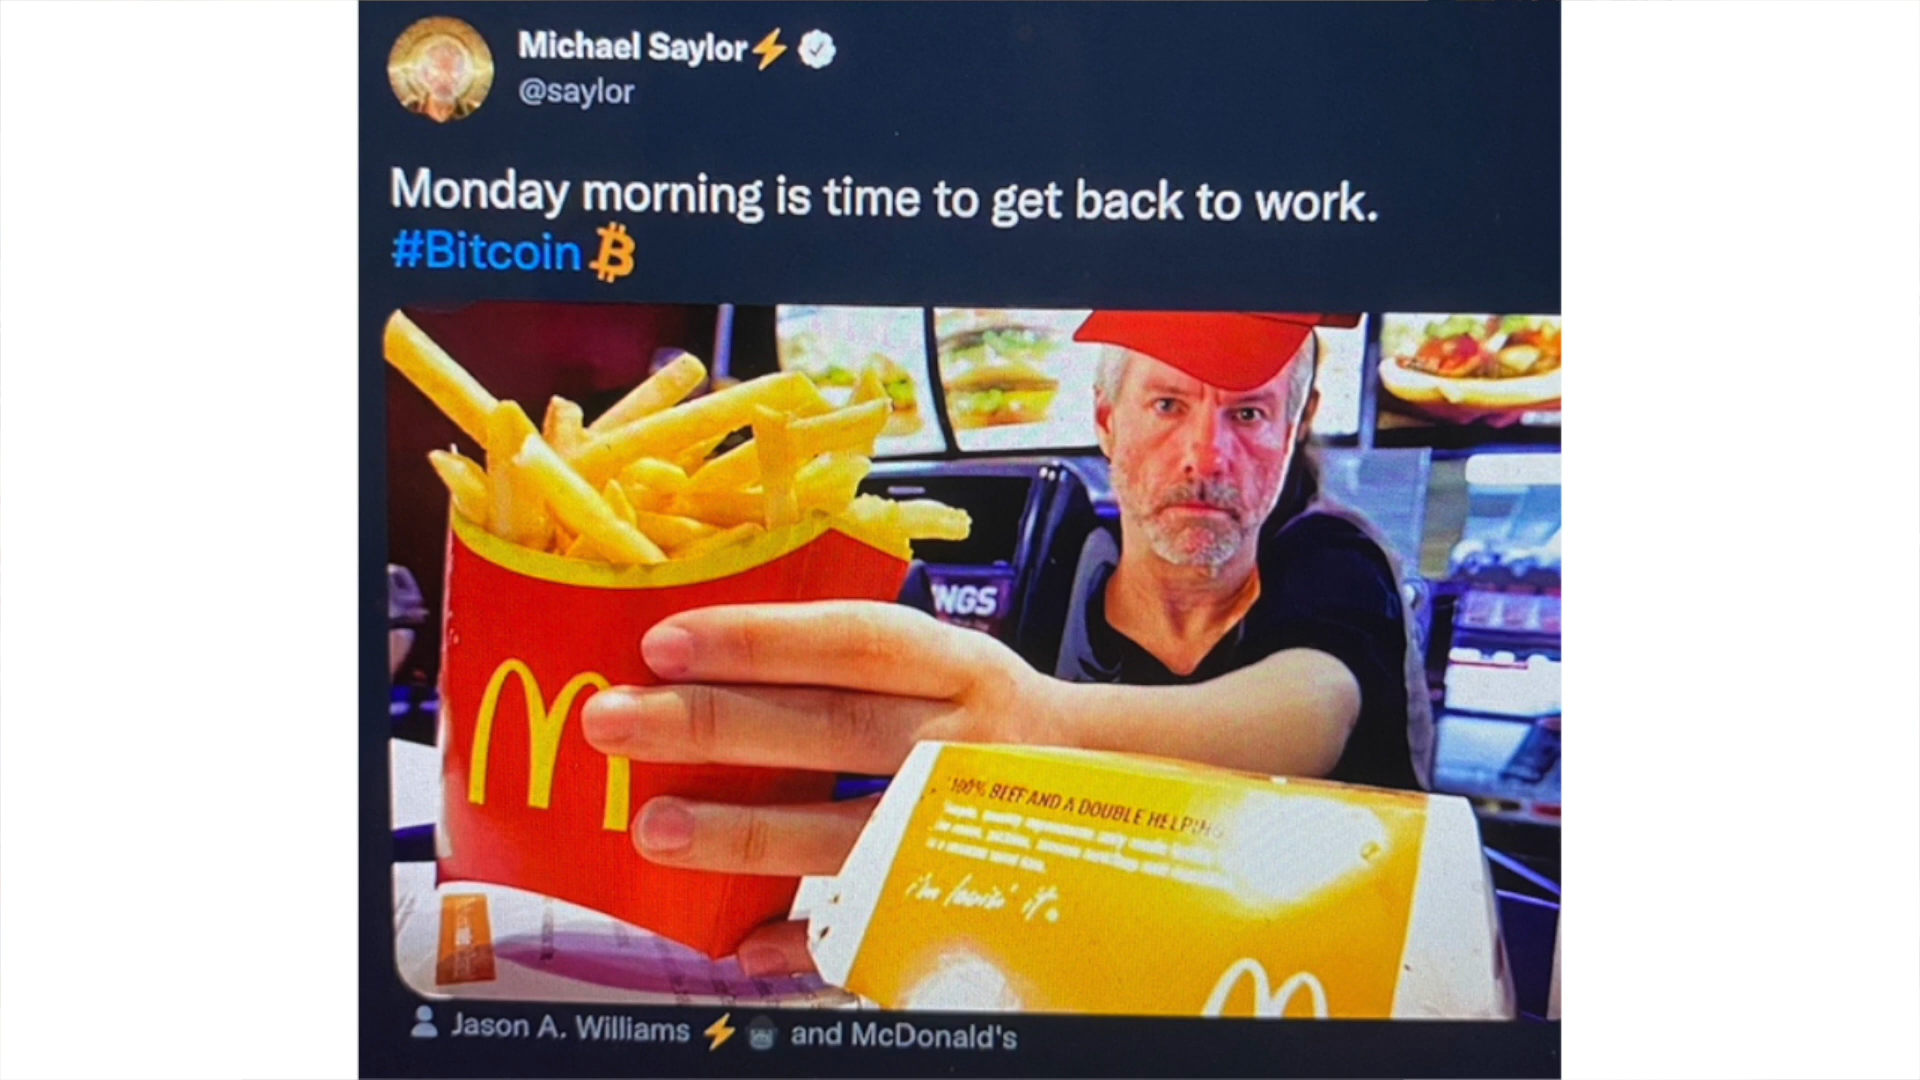 Michael Saylor⚡
@saylor
Monday morning is time to get back to work.
#Bitcoin₿
NGS
100% BEEF AND A DOUBLE HELPING
i'm lovin' it.
Jason A. Williams ⚡ and McDonald's